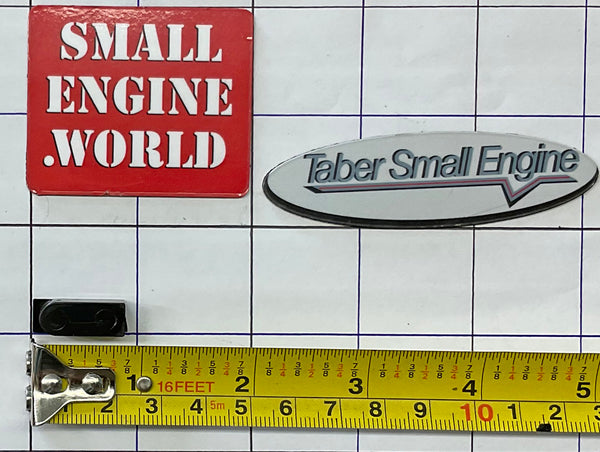 SMALL
ENGINE
.WORLD
Taber Small Engine
1 16FEET 2 3 4 5
2 3 4 5m 5 6 7 8 9 10 1 2